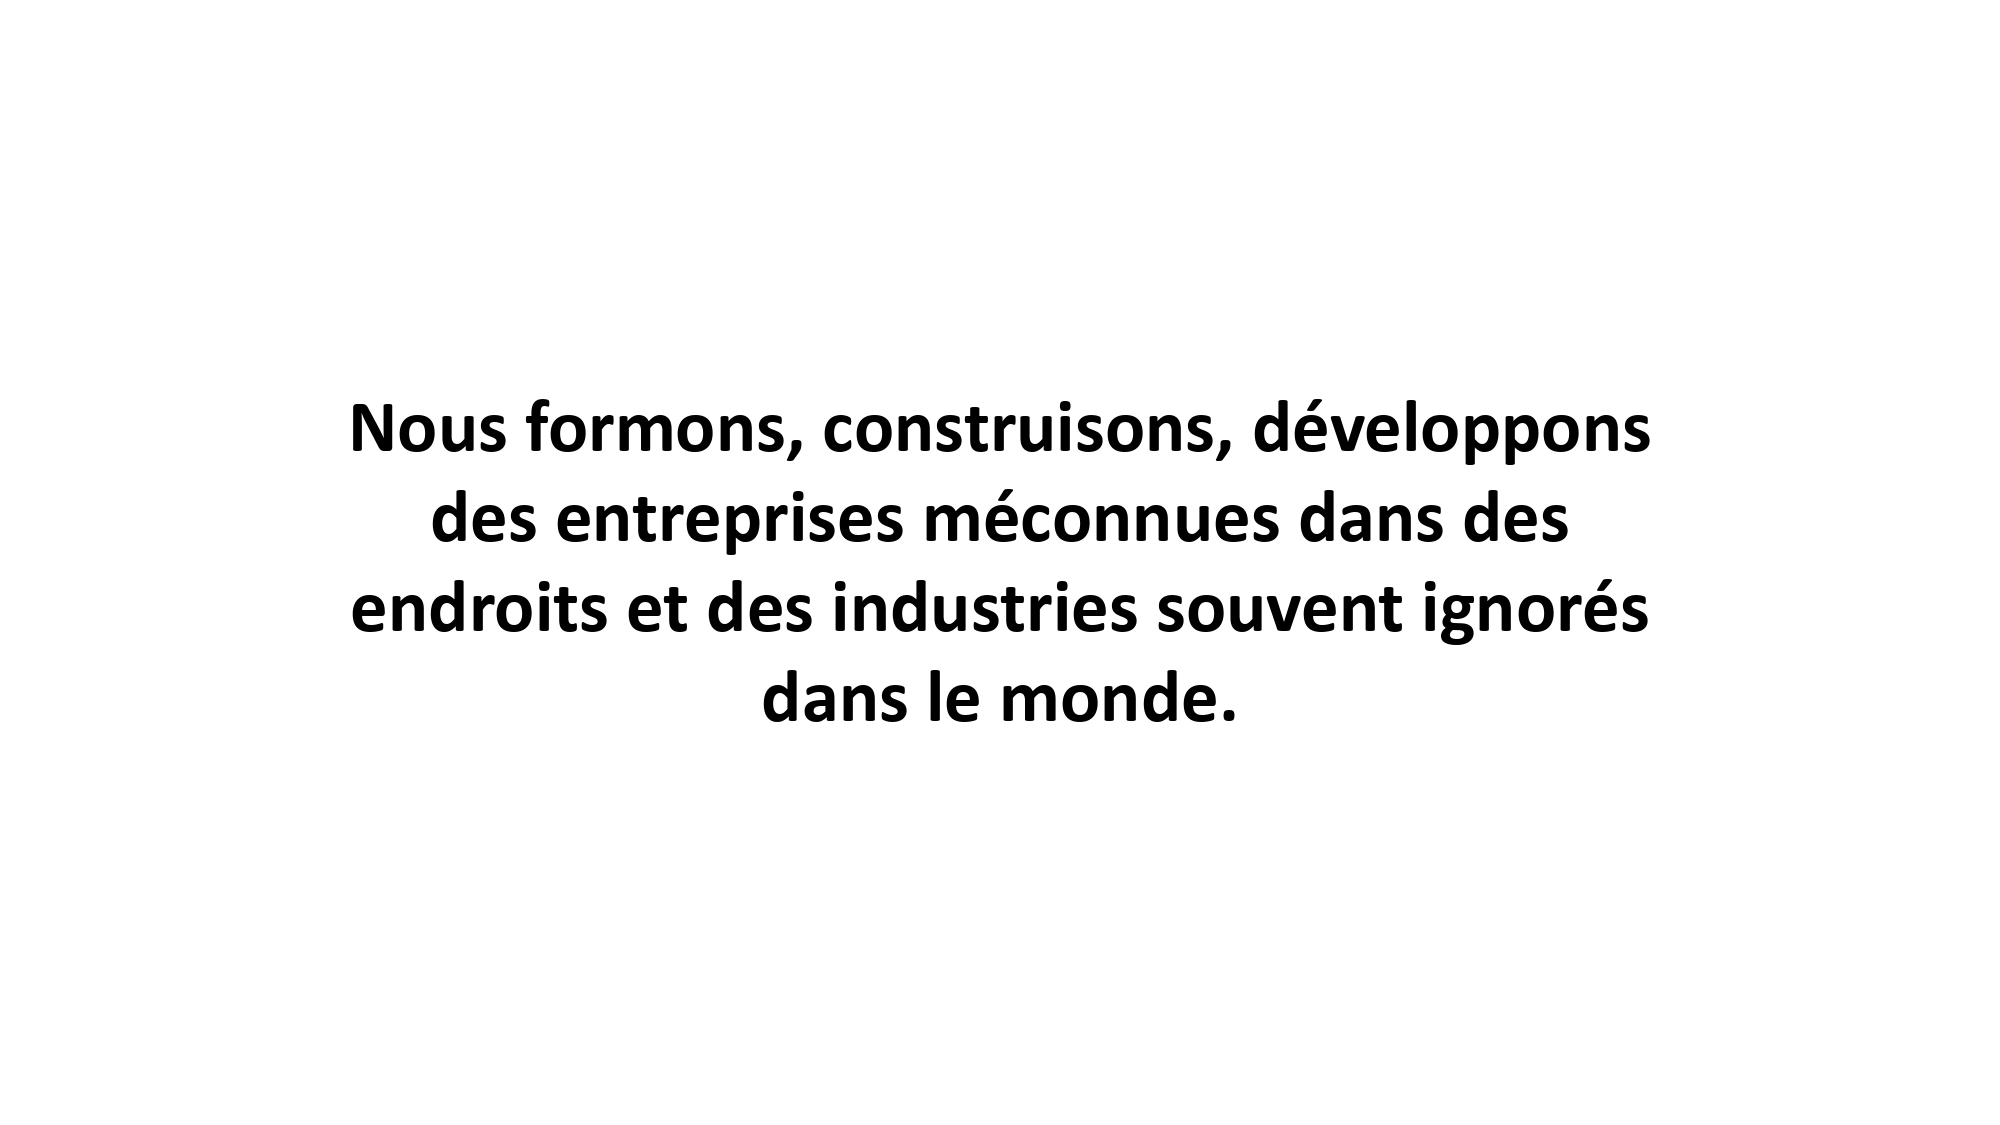 Nous formons, construisons, développons
des entreprises méconnues dans des
endroits et des industries souvent ignorés
dans le monde.